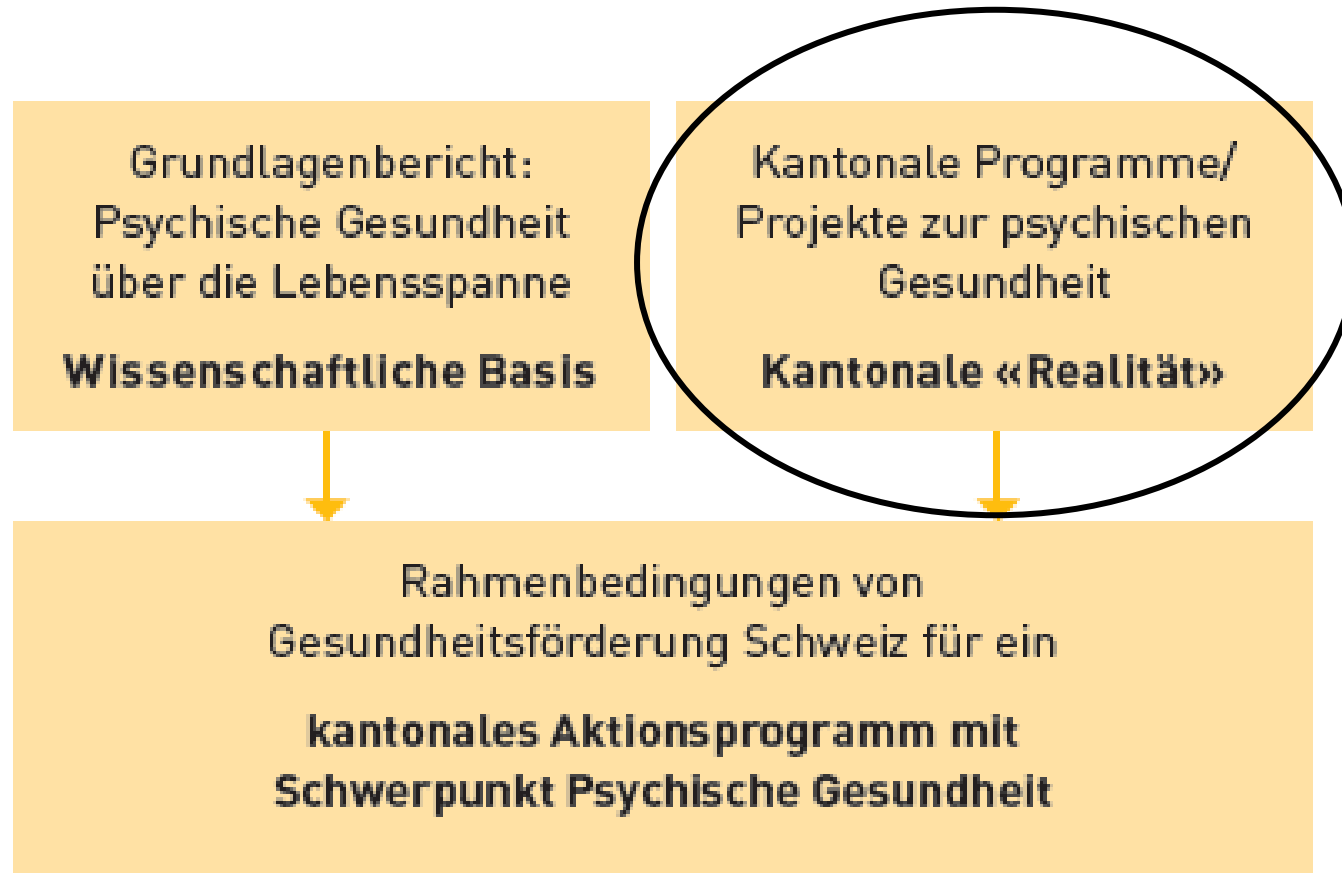 Grundlagenbericht:
Psychische Gesundheit
über die Lebensspanne
Wissenschaftliche Basis
Kantonale Programme/
Projekte zur psychischen
Gesundheit
Kantonale «Realität»
Rahmenbedingungen von
Gesundheitsförderung Schweiz für ein
kantonales Aktionsprogramm mit
Schwerpunkt Psychische Gesundheit